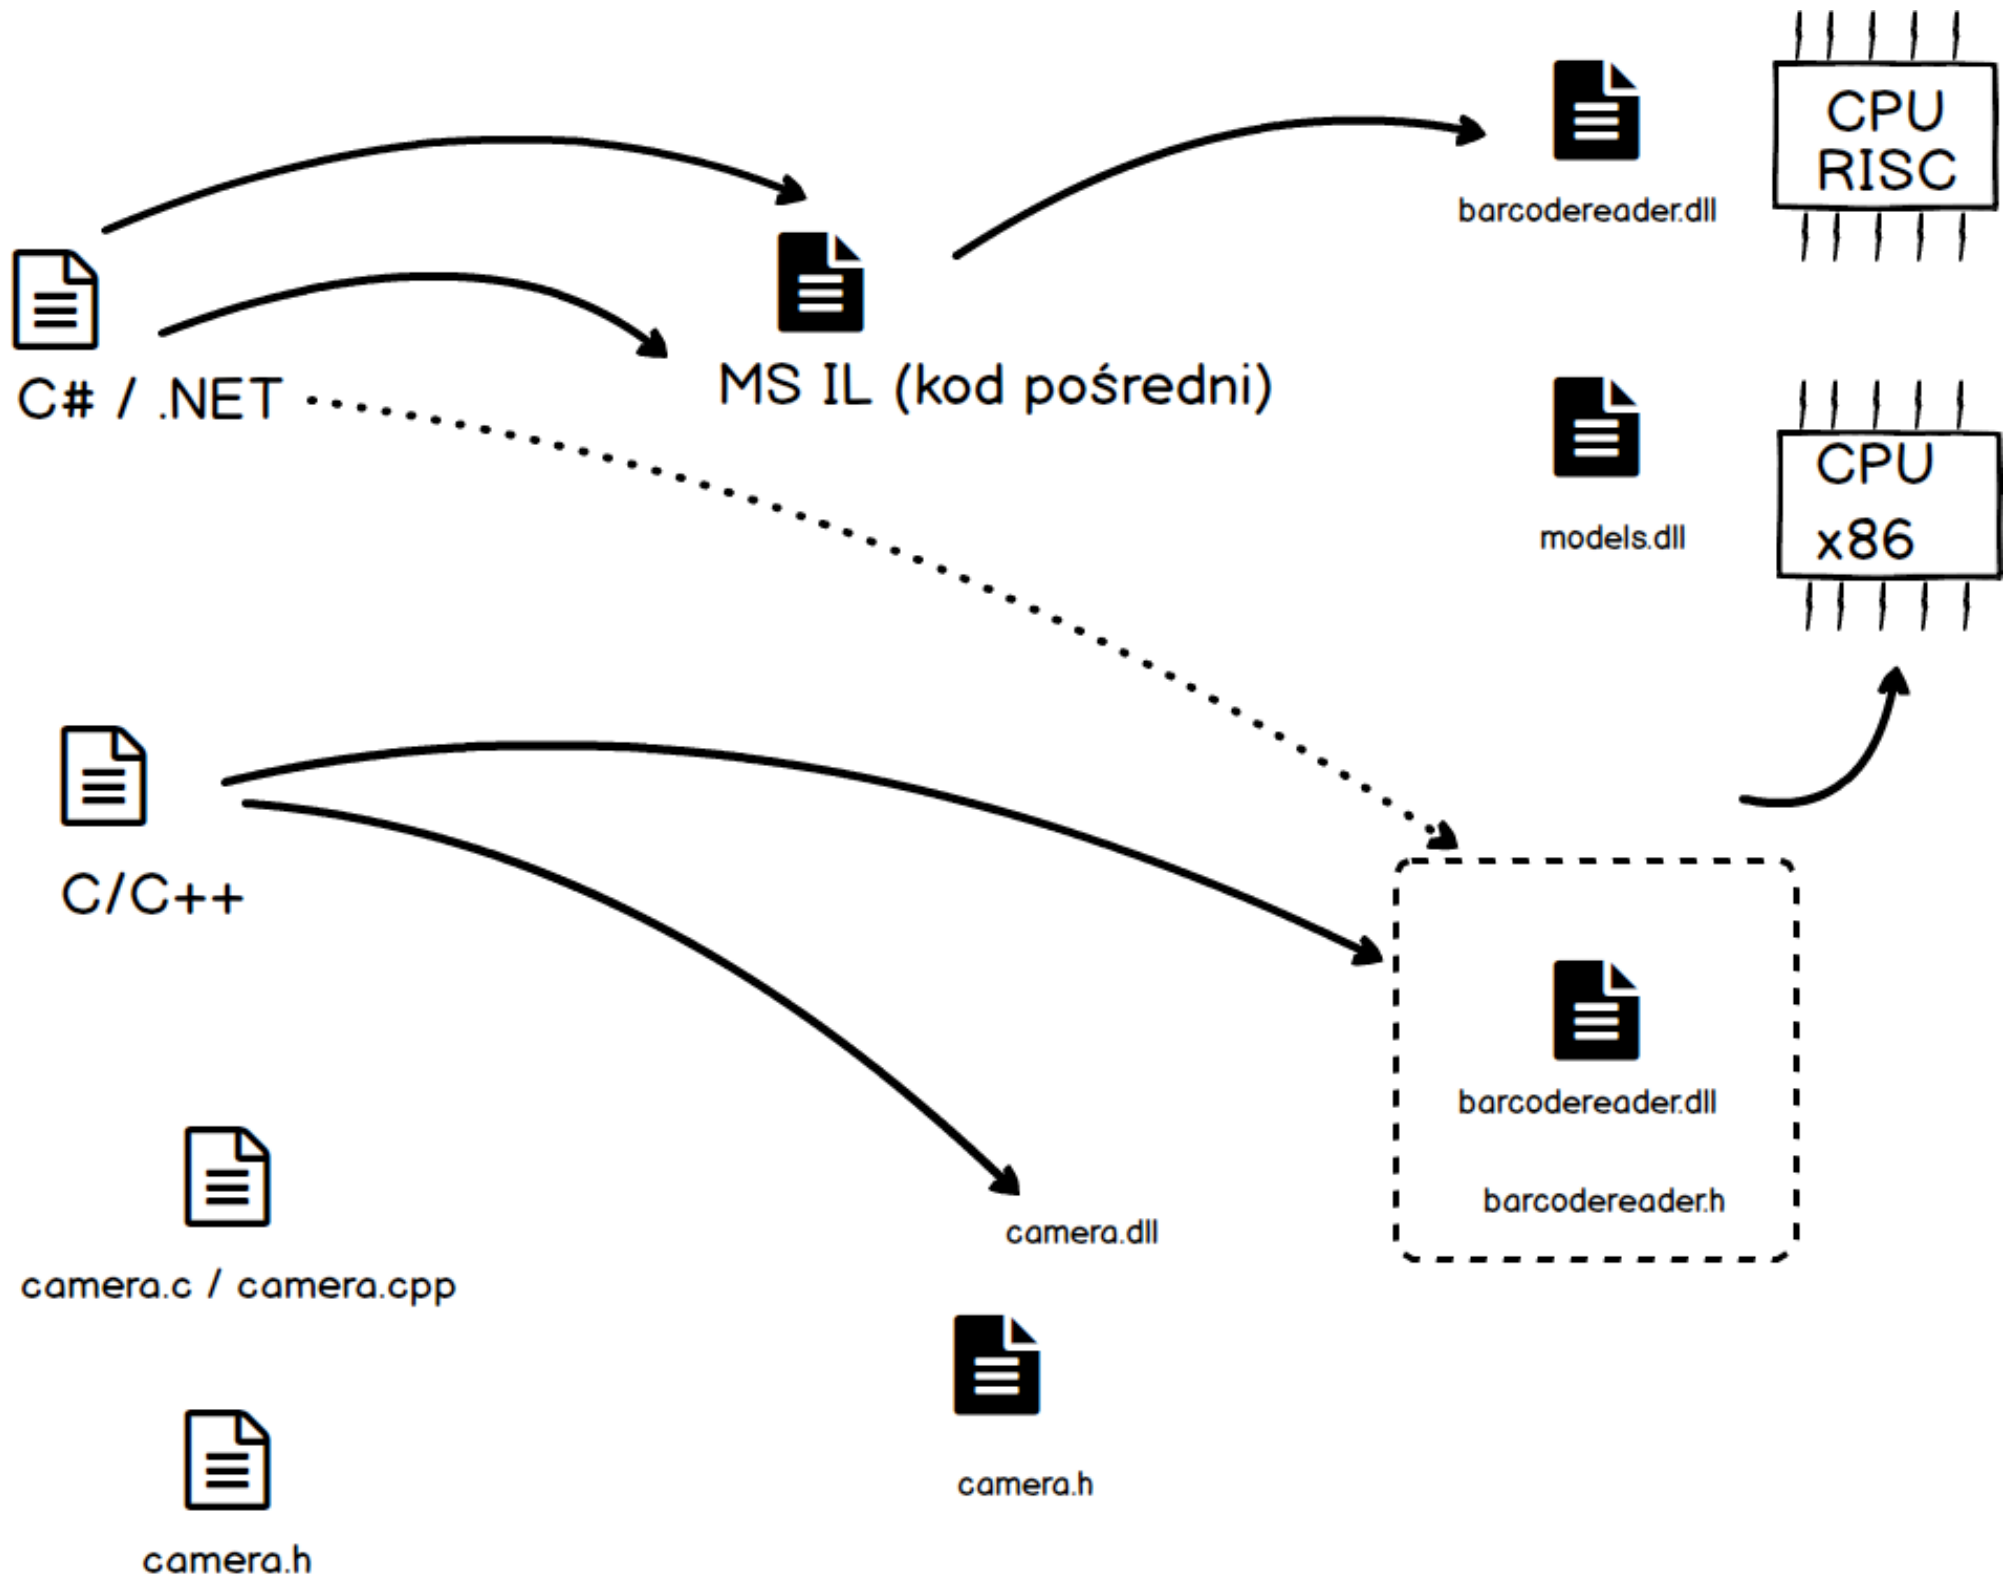 CPU
RISC
barcodereader.dll
C# / .NET
MS IL (kod pośredni)
CPU
x86
models.dll
C/C++
barcodereader.dll
barcodereader.h
camera.dll
camera.c / camera.cpp
camera.h
camera.h